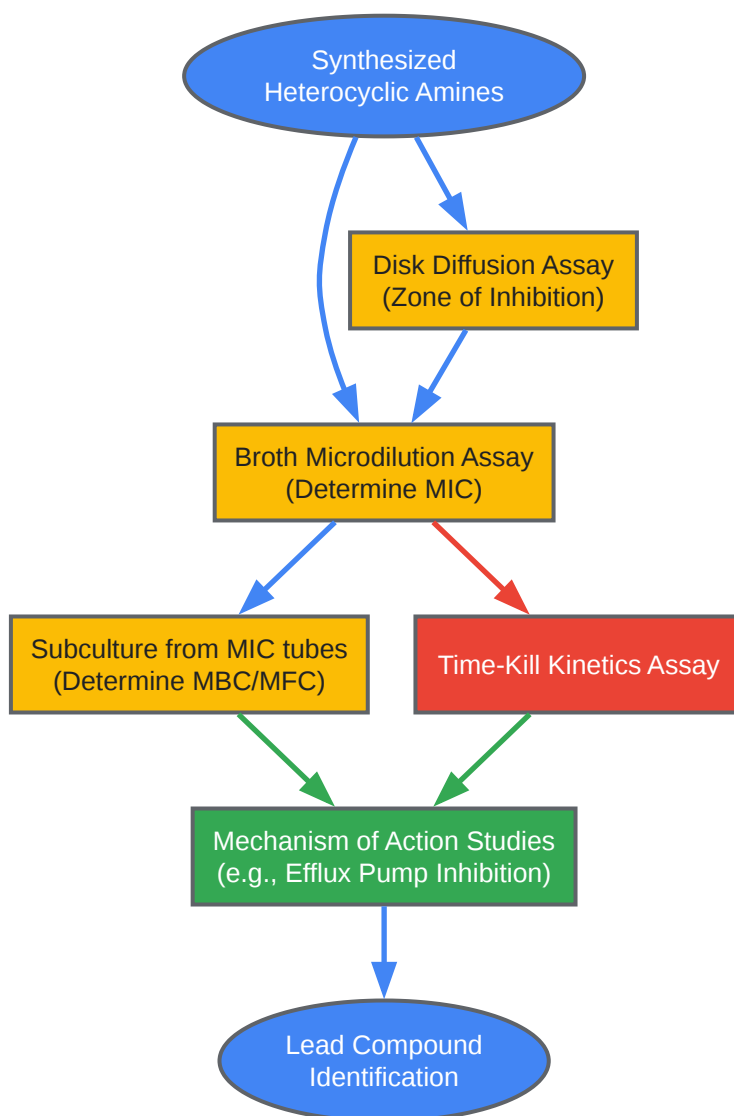 Synthesized
Heterocyclic Amines
Disk Diffusion Assay
(Zone of Inhibition)
Broth Microdilution Assay
(Determine MIC)
Subculture from MIC tubes
(Determine MBC/MFC)
Time-Kill Kinetics Assay
Mechanism of Action Studies
(e.g., Efflux Pump Inhibition)
Lead Compound
Identification